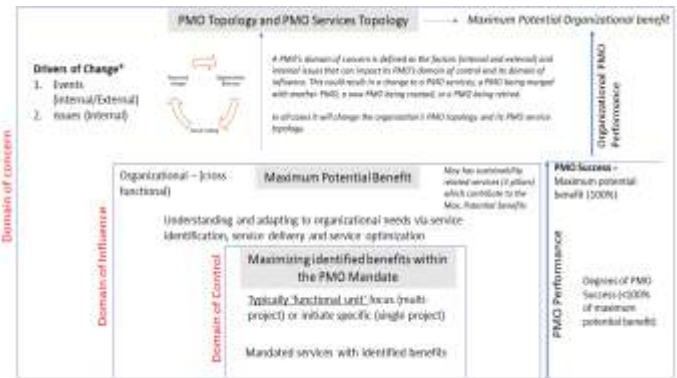 PMO Topology and PMO Services Topology
Maximum Potential Organizational benefit
Drivers of Change*
1. Events
(internal/External)
2. Issues (Internal)
A PMO's domain of concern is defined as the factors (internal and external) and
internal issues that can impact its PMO's domain of control and its domain of
influence. This could result in a change to a PMO services, a PMO being merged
with another PMO, a new PMO being created, or a PMO being retired.
In all cases it will change the organization's PMO topology and its PMO service
topology.
Organizational PMO
Performance
Domain of concern
Organizational – (cross
functional)
Maximum Potential Benefit
May has sustainability
related services (3 pillars)
which contribute to the
Max. Potential Benefits
PMO Success –
Maximum potential
benefit (100%)
Understanding and adapting to organizational needs via service
identification, service delivery and service optimization
Domain of Influence
Maximizing identified benefits within
the PMO Mandate
Typically 'functional unit' focus (multi-
project) or initiate specific (single project)
Mandated services with identified benefits
Domain of Control
PMO Performance
Degrees of PMO
Success (<100%
of maximum
potential benefit)